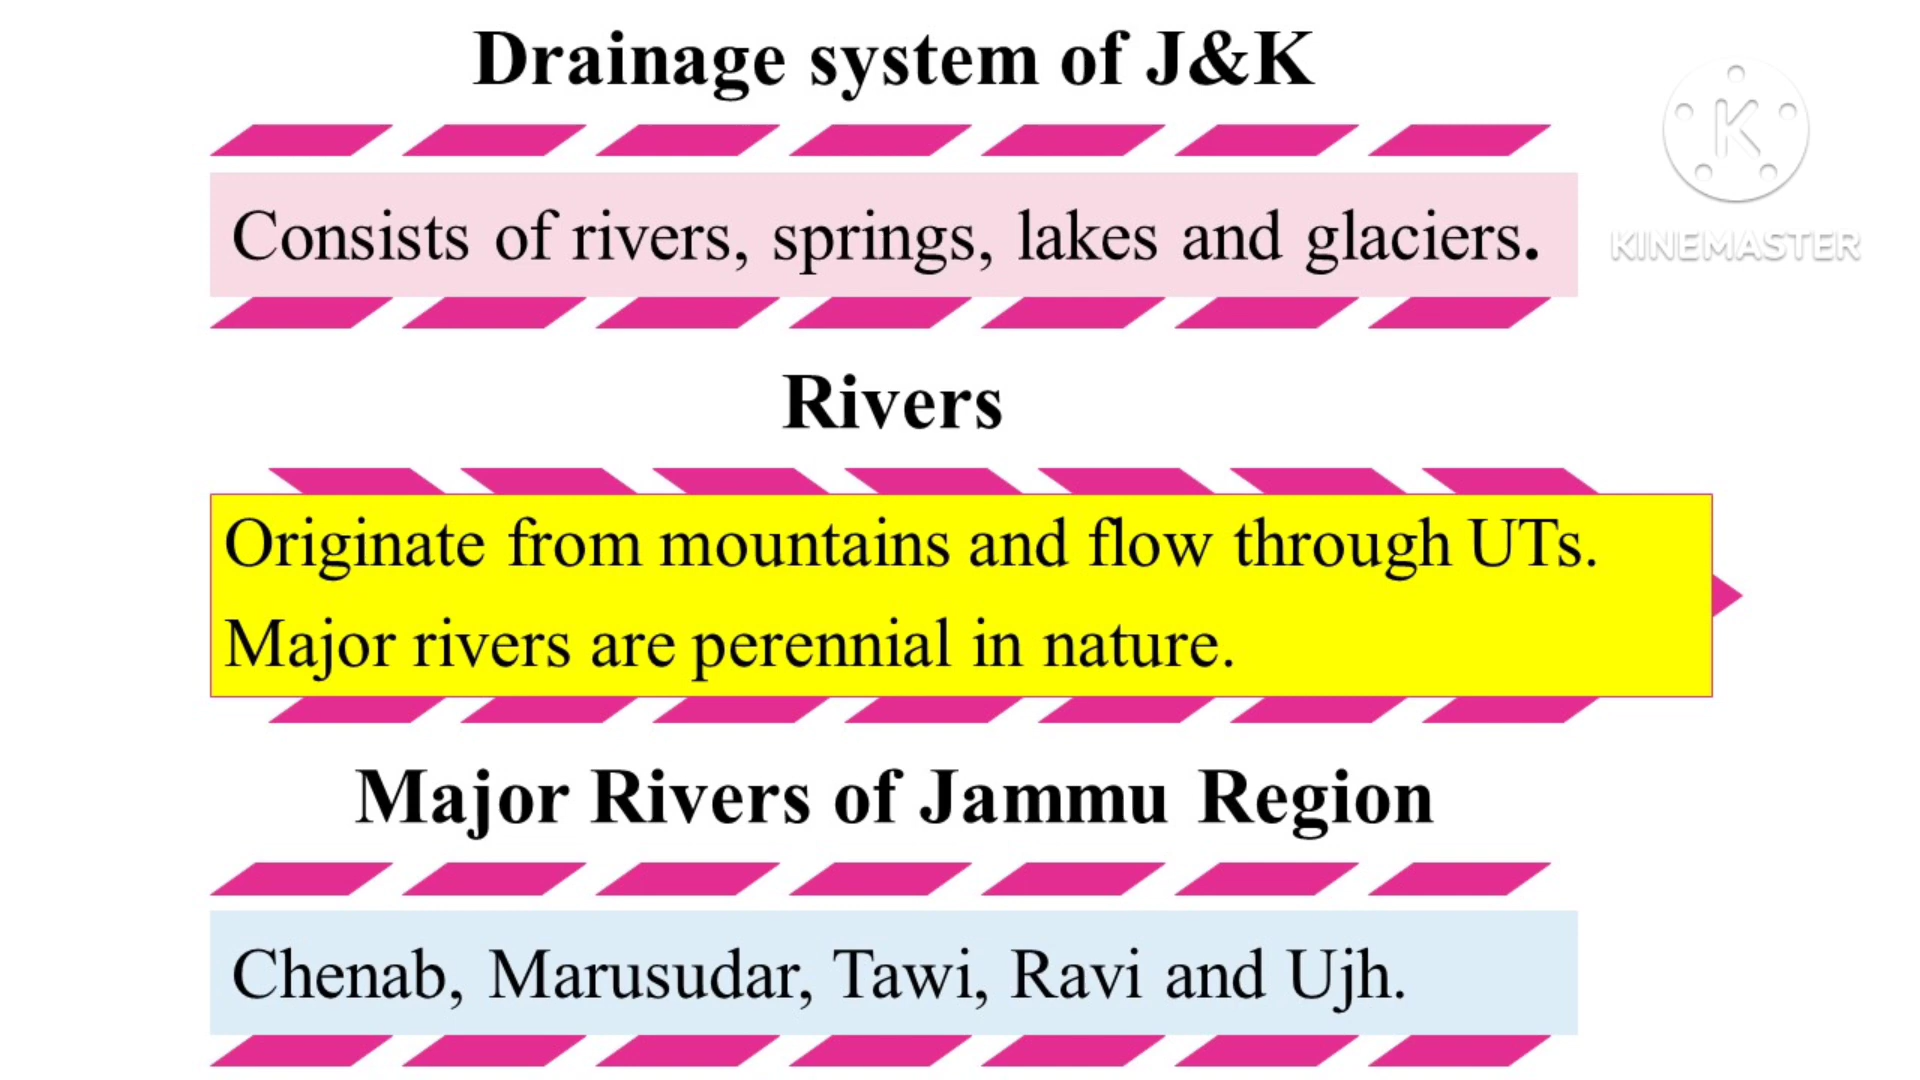 Drainage system of J&K
K
KINEMASTER
Consists of rivers, springs, lakes and glaciers.
Rivers
Originate from mountains and flow through UTs.
Major rivers are perennial in nature.
Major Rivers of Jammu Region
Chenab, Marusudar, Tawi, Ravi and Ujh.